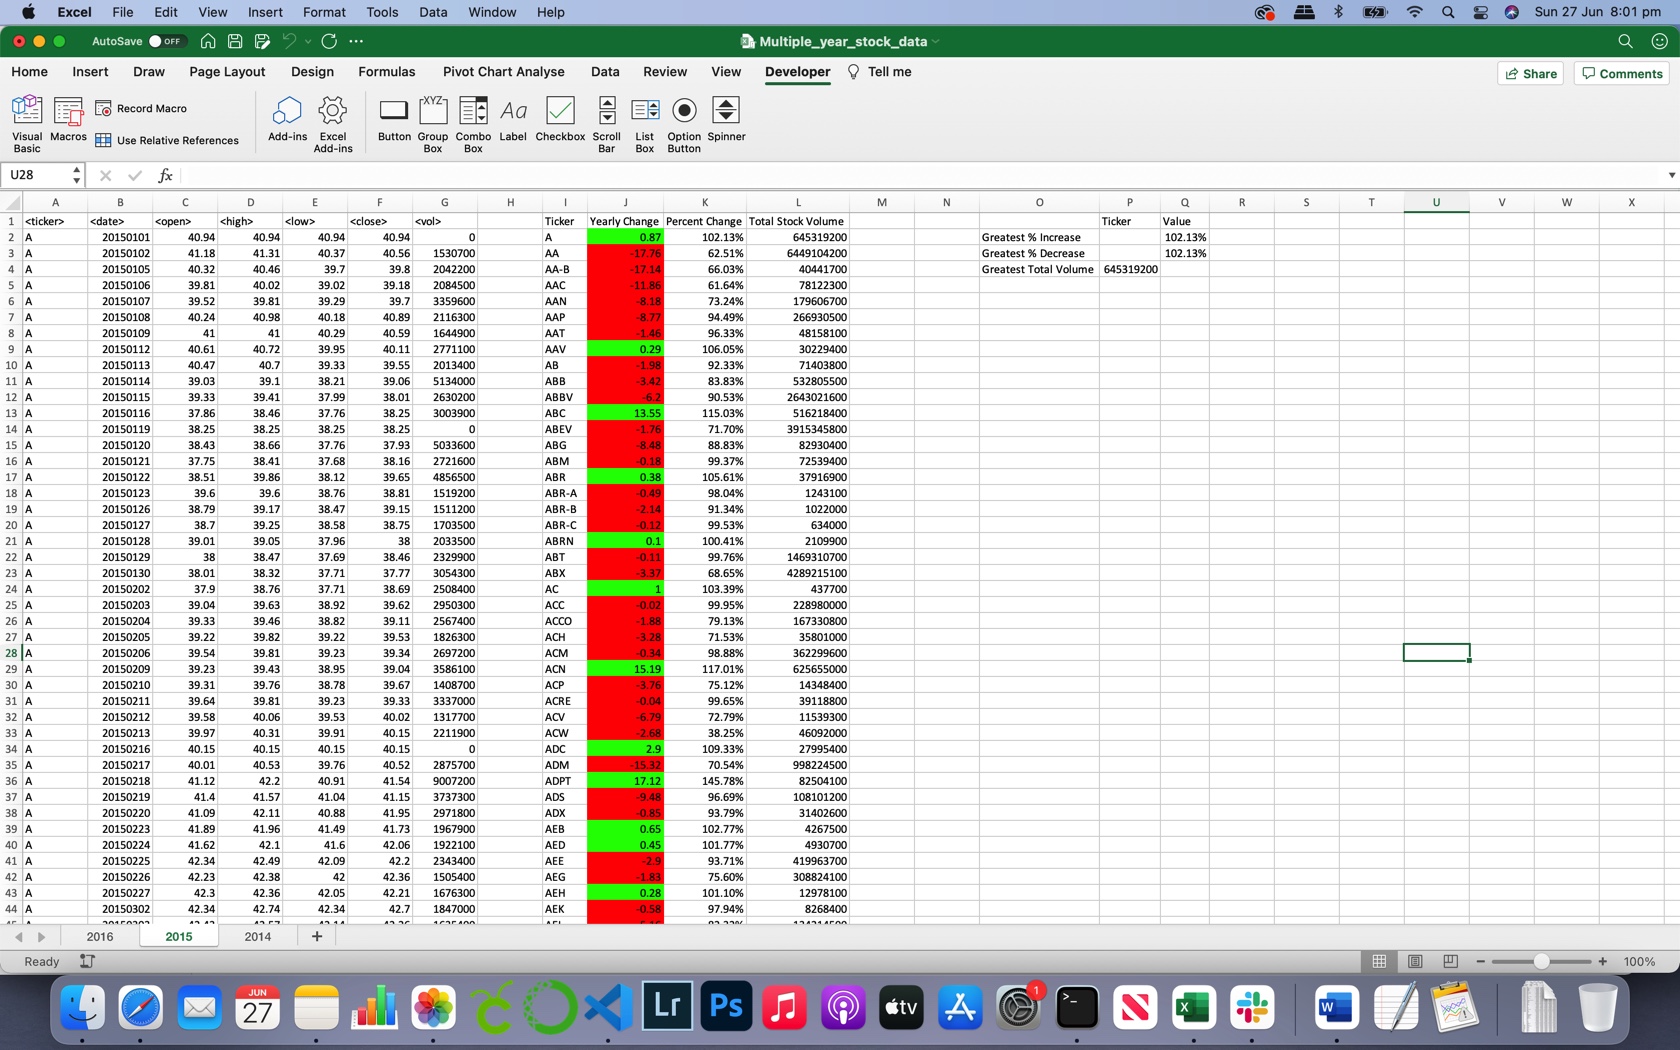 Excel File Edit View Insert Format Tools Data Window Help Sun 27 Jun 8:01 pm
AutoSave OFF Multiple_year_stock_data
Home Insert Draw Page Layout Design Formulas Pivot Chart Analyse Data Review View Developer Tell me Share Comments
Visual Basic Macros Record Macro Use Relative References Add-ins Excel Add-ins Button Group Box Combo Box Label Checkbox Scroll Bar List Box Option Button Spinner
XYZ Aa
U28 fx
A B C D E F G H I J K L M N O P Q R S T U V W X
1 <ticker> <date> <open> <high> <low> <close> <vol> Ticker Yearly Change Percent Change Total Stock Volume Ticker Value
2 A 20150101 40.94 40.94 40.94 40.94 0 A 0.87 102.13% 645319200 Greatest % Increase 102.13%
3 A 20150102 41.18 41.31 40.37 40.56 1530700 AA -17.76 62.51% 6449104200 Greatest % Decrease 102.13%
4 A 20150105 40.32 40.46 39.7 39.8 2042200 AA-B -17.14 66.03% 40441700 Greatest Total Volume 645319200
5 A 20150106 39.81 40.02 39.02 39.18 2084500 AAC -11.86 61.64% 78122300
6 A 20150107 39.52 39.81 39.29 39.7 3359600 AAN -8.18 73.24% 179606700
7 A 20150108 40.24 40.98 40.18 40.89 2116300 AAP -8.77 94.49% 266930500
8 A 20150109 41 41 40.29 40.59 1644900 AAT -1.46 96.33% 48158100
9 A 20150112 40.61 40.72 39.95 40.11 2771100 AAV 0.29 106.05% 30229400
10 A 20150113 40.47 40.7 39.33 39.55 2013400 AB -1.98 92.33% 71403800
11 A 20150114 39.03 39.1 38.21 39.06 5134000 ABB -3.42 83.83% 532805500
12 A 20150115 39.33 39.41 37.99 38.01 2630200 ABBV -6.2 90.53% 2643021600
13 A 20150116 37.86 38.46 37.76 38.25 3003900 ABC 13.55 115.03% 516218400
14 A 20150119 38.25 38.25 38.25 38.25 0 ABEV -1.76 71.70% 3915345800
15 A 20150120 38.43 38.66 37.76 37.93 5033600 ABG -8.48 88.83% 82930400
16 A 20150121 37.75 38.41 37.68 38.16 2721600 ABM -0.18 99.37% 72539400
17 A 20150122 38.51 39.86 38.12 39.65 4856500 ABR 0.38 105.61% 37916900
18 A 20150123 39.6 39.6 38.76 38.81 1519200 ABR-A -0.49 98.04% 1243100
19 A 20150126 38.79 39.17 38.47 39.15 1511200 ABR-B -2.14 91.34% 1022000
20 A 20150127 38.7 39.25 38.58 38.75 1703500 ABR-C -0.12 99.53% 634000
21 A 20150128 39.01 39.05 37.96 38 2033500 ABRN 0.1 100.41% 2109900
22 A 20150129 38 38.47 37.69 38.46 2329900 ABT -0.11 99.76% 1469310700
23 A 20150130 38.01 38.32 37.71 37.77 3054300 ABX -3.37 68.65% 4289215100
24 A 20150202 37.9 38.76 37.71 38.69 2508400 AC 1 103.39% 437700
25 A 20150203 39.04 39.63 38.92 39.62 2950300 ACC -0.02 99.95% 228980000
26 A 20150204 39.33 39.46 38.82 39.11 2567400 ACCO -1.88 79.13% 167330800
27 A 20150205 39.22 39.82 39.22 39.53 1826300 ACH -3.28 71.53% 35801000
28 A 20150206 39.54 39.81 39.23 39.34 2697200 ACM -0.34 98.88% 362299600
29 A 20150209 39.23 39.43 38.95 39.04 3586100 ACN 15.19 117.01% 625655000
30 A 20150210 39.31 39.76 38.78 39.67 1408700 ACP -3.76 75.12% 14348400
31 A 20150211 39.64 39.81 39.23 39.33 3337000 ACRE -0.04 99.65% 39118800
32 A 20150212 39.58 40.06 39.53 40.02 1317700 ACV -6.79 72.79% 11539300
33 A 20150213 39.97 40.31 39.91 40.15 2211900 ACW -2.68 38.25% 46092000
34 A 20150216 40.15 40.15 40.15 40.15 0 ADC 2.9 109.33% 27995400
35 A 20150217 40.01 40.53 39.76 40.52 2875700 ADM -15.32 70.54% 998224500
36 A 20150218 41.12 42.2 40.91 41.54 9007200 ADPT 17.12 145.78% 82504100
37 A 20150219 41.4 41.57 41.04 41.15 3737300 ADS -9.48 96.69% 108101200
38 A 20150220 41.09 42.11 40.88 41.95 2971800 ADX -0.85 93.79% 31402600
39 A 20150223 41.89 41.96 41.49 41.73 1967900 AEB 0.65 102.77% 4267500
40 A 20150224 41.62 42.1 41.6 42.06 1922100 AED 0.45 101.77% 4930700
41 A 20150225 42.34 42.49 42.09 42.2 2343400 AEE -2.9 93.71% 419963700
42 A 20150226 42.23 42.38 42 42.36 1505400 AEG -1.83 75.60% 308824100
43 A 20150227 42.3 42.36 42.05 42.21 1676300 AEH 0.28 101.10% 12978100
44 A 20150302 42.34 42.74 42.34 42.7 1847000 AEK -0.58 97.94% 8268400
2016 2015 2014 +
Ready 100%
JUN 27 Lr Ps tv 1 >_ N X W